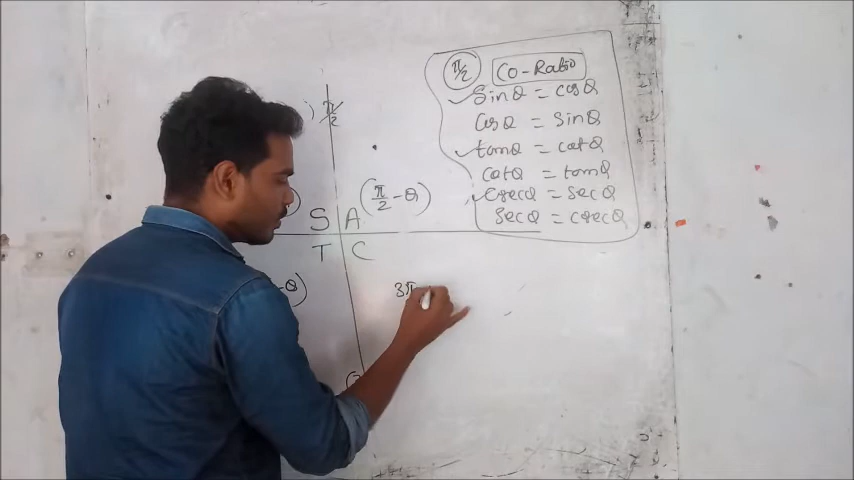 π/2 Co-Ratio
Sinθ = cosθ
Cosθ = Sinθ
tanθ = cotθ
cotθ = tanθ
Cosecθ = secθ
Secθ = cosecθ
) π/2
) S A (π/2 - θ)
T C
-θ)
3π